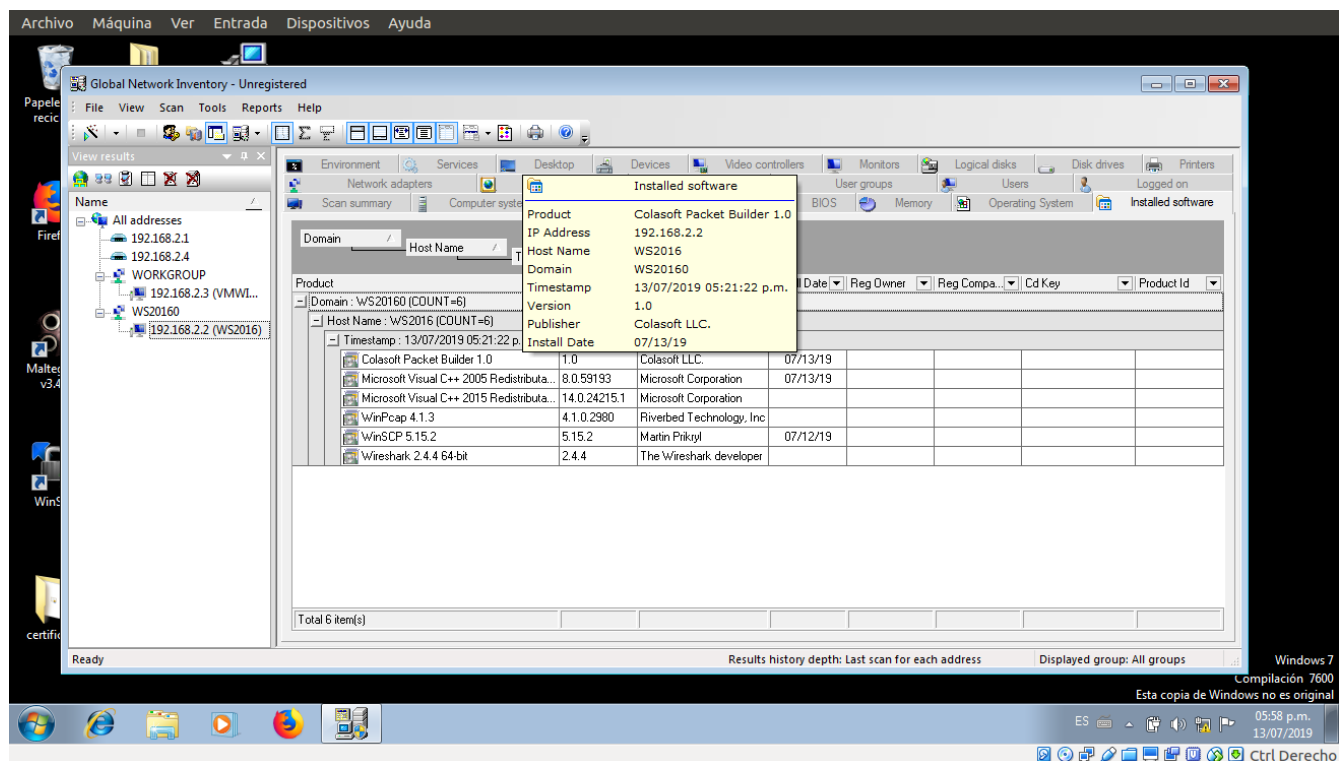 Archivo Máquina Ver Entrada Dispositivos Ayuda
Global Network Inventory - Unregistered
File View Scan Tools Reports Help
View results
Environment Services Desktop Devices Video controllers Monitors Logical disks Disk drives Printers
Network adapters User groups Users Logged on
Scan summary Computer syste BIOS Memory Operating System Installed software
Name
All addresses
192.168.2.1
192.168.2.4
WORKGROUP
192.168.2.3 (VMWI...
WS20160
192.168.2.2 (WS2016)
Domain
Host Name
T
Product ll Date Reg Owner Reg Compa... Cd Key Product Id
Domain : WS20160 (COUNT=6)
Host Name : WS2016 (COUNT=6)
Timestamp : 13/07/2019 05:21:22 p.
Colasoft Packet Builder 1.0 1.0 Colasoft LLC. 07/13/19
Microsoft Visual C++ 2005 Redistributa... 8.0.59193 Microsoft Corporation 07/13/19
Microsoft Visual C++ 2015 Redistributa... 14.0.24215.1 Microsoft Corporation
WinPcap 4.1.3 4.1.0.2980 Riverbed Technology, Inc
WinSCP 5.15.2 5.15.2 Martin Prikryl 07/12/19
Wireshark 2.4.4 64-bit 2.4.4 The Wireshark developer
Total 6 item(s)
Installed software
Product Colasoft Packet Builder 1.0
IP Address 192.168.2.2
Host Name WS2016
Domain WS20160
Timestamp 13/07/2019 05:21:22 p.m.
Version 1.0
Publisher Colasoft LLC.
Install Date 07/13/19
Ready Results history depth: Last scan for each address Displayed group: All groups
Papele
recic
Firef
Malteg
v3.4
WinS
certific
Windows 7
Compilación 7600
Esta copia de Windows no es original
ES 05:58 p.m.
13/07/2019
Ctrl Derecho